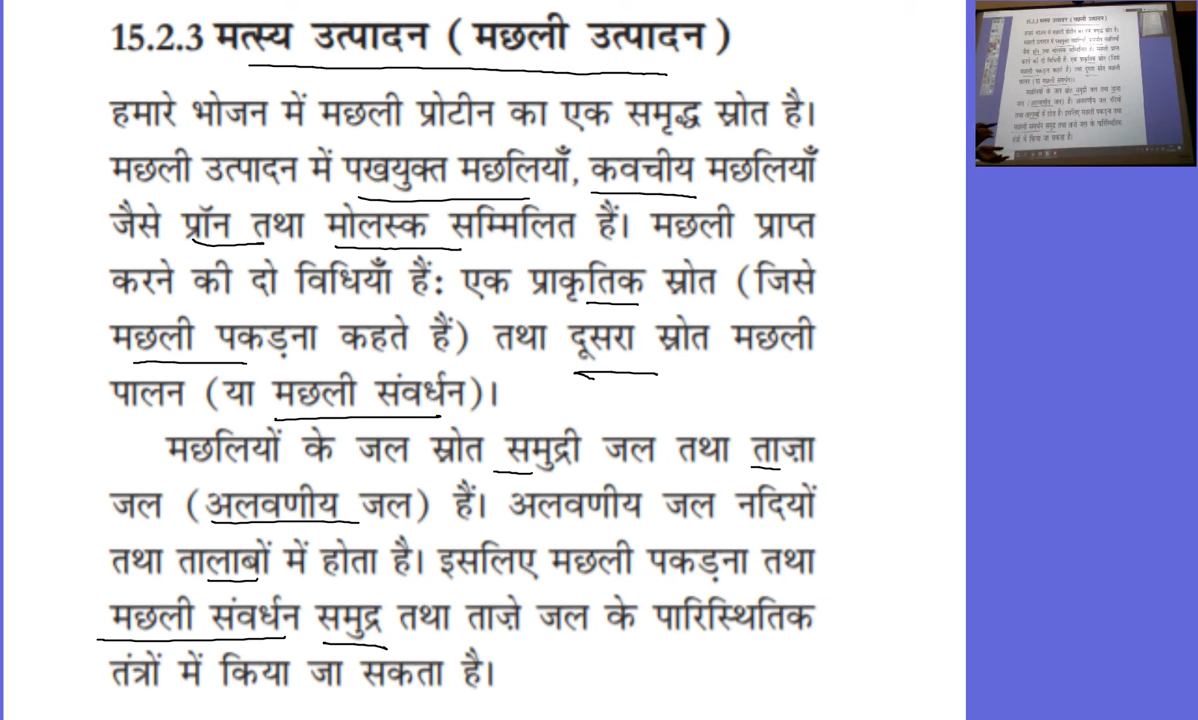 15.2.3 मत्स्य उत्पादन ( मछली उत्पादन )
हमारे भोजन में मछली प्रोटीन का एक समृद्ध स्रोत है।
मछली उत्पादन में पखयुक्त मछलियाँ, कवचीय मछलियाँ
जैसे प्रॉन तथा मोलस्क सम्मिलित हैं। मछली प्राप्त
करने की दो विधियाँ हैं: एक प्राकृतिक स्रोत (जिसे
मछली पकड़ना कहते हैं) तथा दूसरा स्रोत मछली
पालन (या मछली संवर्धन)।
मछलियों के जल स्रोत समुद्री जल तथा ताज़ा
जल (अलवणीय जल) हैं। अलवणीय जल नदियों
तथा तालाबों में होता है। इसलिए मछली पकड़ना तथा
मछली संवर्धन समुद्र तथा ताज़े जल के पारिस्थितिक
तंत्रों में किया जा सकता है।